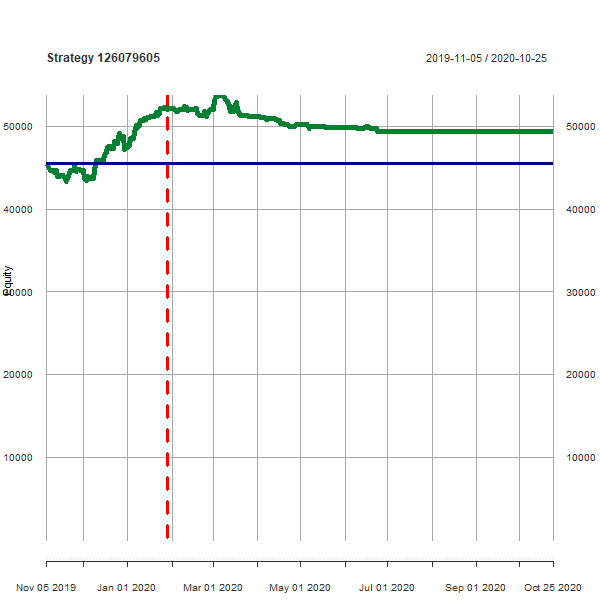 Strategy 126079605
2019-11-05 / 2020-10-25
50000
50000
40000
40000
Equity
30000
30000
20000
20000
10000
10000
Nov 05 2019
Jan 01 2020
Mar 01 2020
May 01 2020
Jul 01 2020
Sep 01 2020
Oct 25 2020